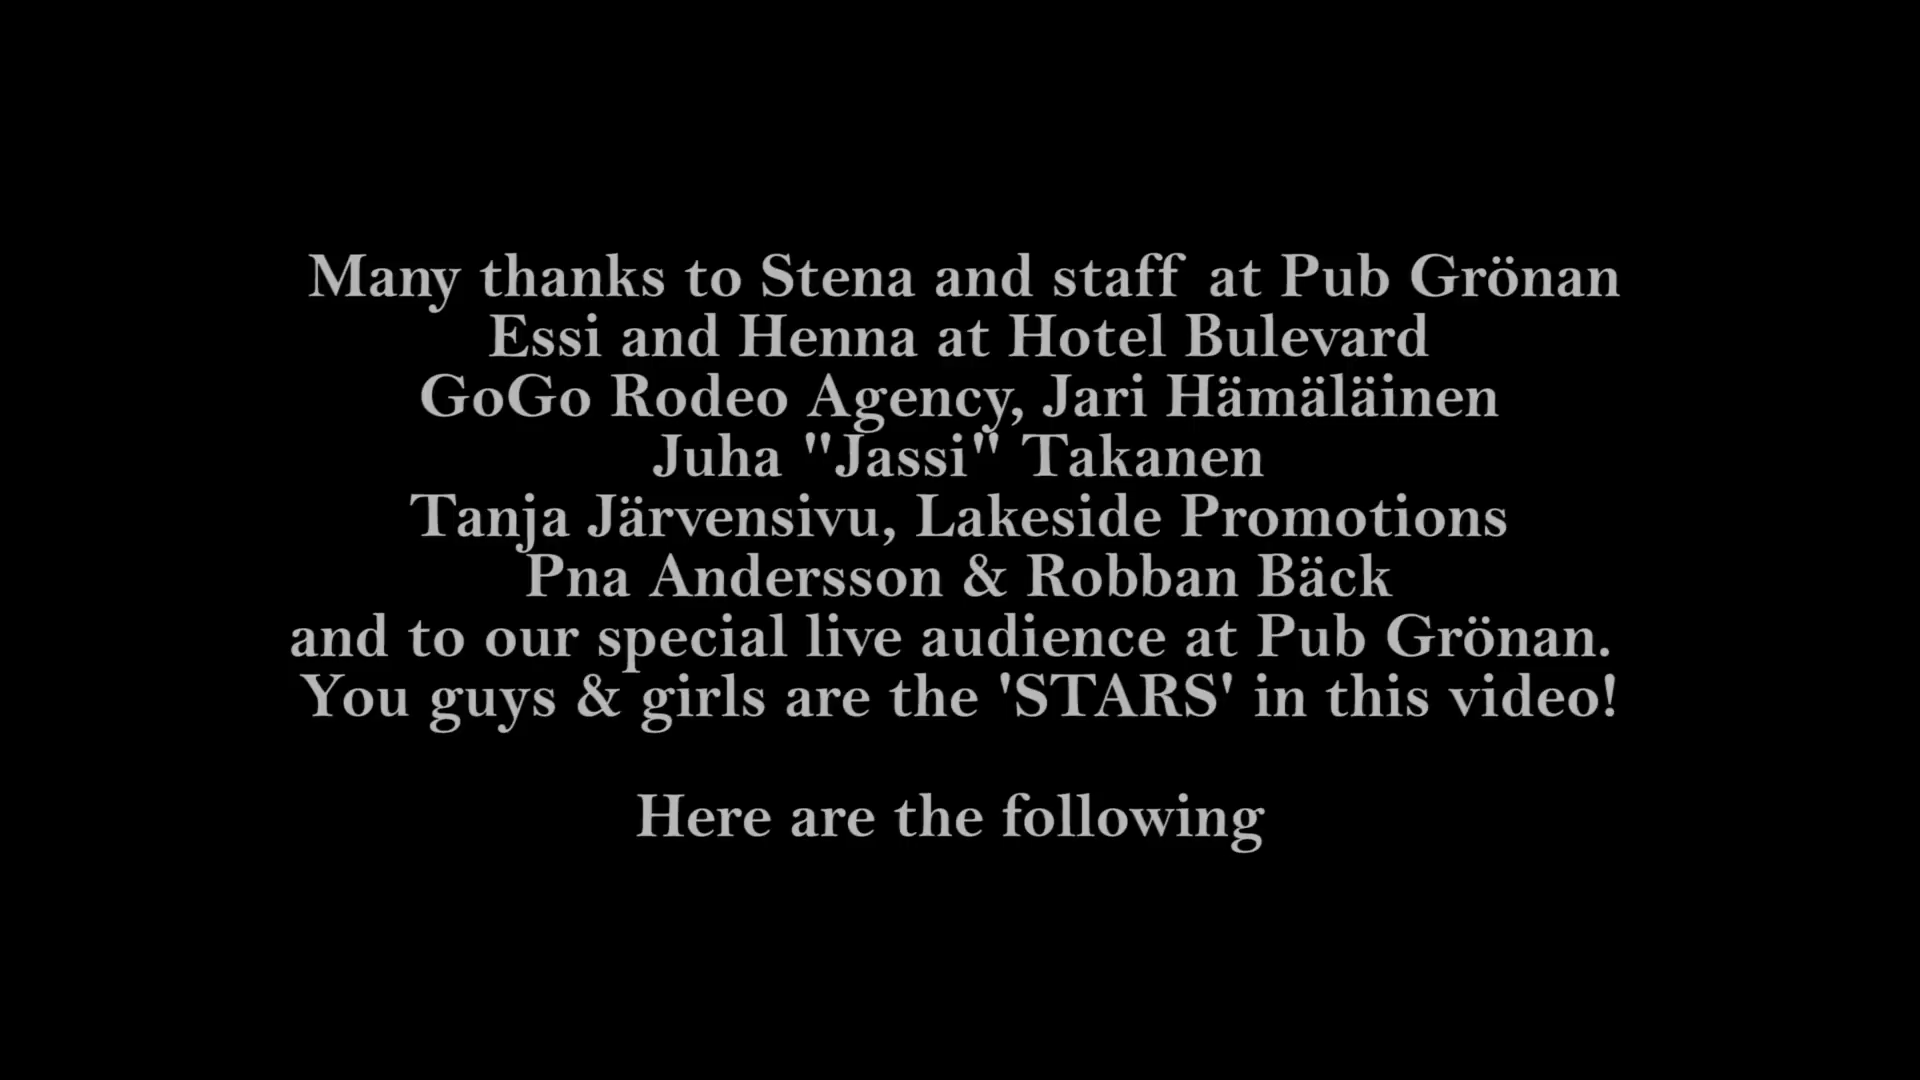 Many thanks to Stena and staff at Pub Grönan
Essi and Henna at Hotel Bulevard
GoGo Rodeo Agency, Jari Hämäläinen
Juha "Jassi" Takanen
Tanja Järvensivu, Lakeside Promotions
Pna Andersson & Robban Bäck
and to our special live audience at Pub Grönan.
You guys & girls are the 'STARS' in this video!
Here are the following